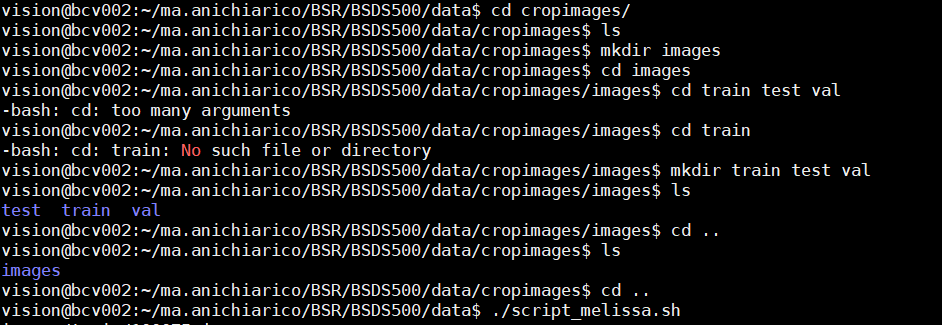 vision@bcv002:~/ma.anichiarico/BSR/BSDS500/data$ cd cropimages/
vision@bcv002:~/ma.anichiarico/BSR/BSDS500/data/cropimages$ ls
vision@bcv002:~/ma.anichiarico/BSR/BSDS500/data/cropimages$ mkdir images
vision@bcv002:~/ma.anichiarico/BSR/BSDS500/data/cropimages$ cd images
vision@bcv002:~/ma.anichiarico/BSR/BSDS500/data/cropimages/images$ cd train test val
-bash: cd: too many arguments
vision@bcv002:~/ma.anichiarico/BSR/BSDS500/data/cropimages/images$ cd train
-bash: cd: train: No such file or directory
vision@bcv002:~/ma.anichiarico/BSR/BSDS500/data/cropimages/images$ mkdir train test val
vision@bcv002:~/ma.anichiarico/BSR/BSDS500/data/cropimages/images$ ls
test  train  val
vision@bcv002:~/ma.anichiarico/BSR/BSDS500/data/cropimages/images$ cd ..
vision@bcv002:~/ma.anichiarico/BSR/BSDS500/data/cropimages$ ls
images
vision@bcv002:~/ma.anichiarico/BSR/BSDS500/data/cropimages$ cd ..
vision@bcv002:~/ma.anichiarico/BSR/BSDS500/data$ ./script_melissa.sh